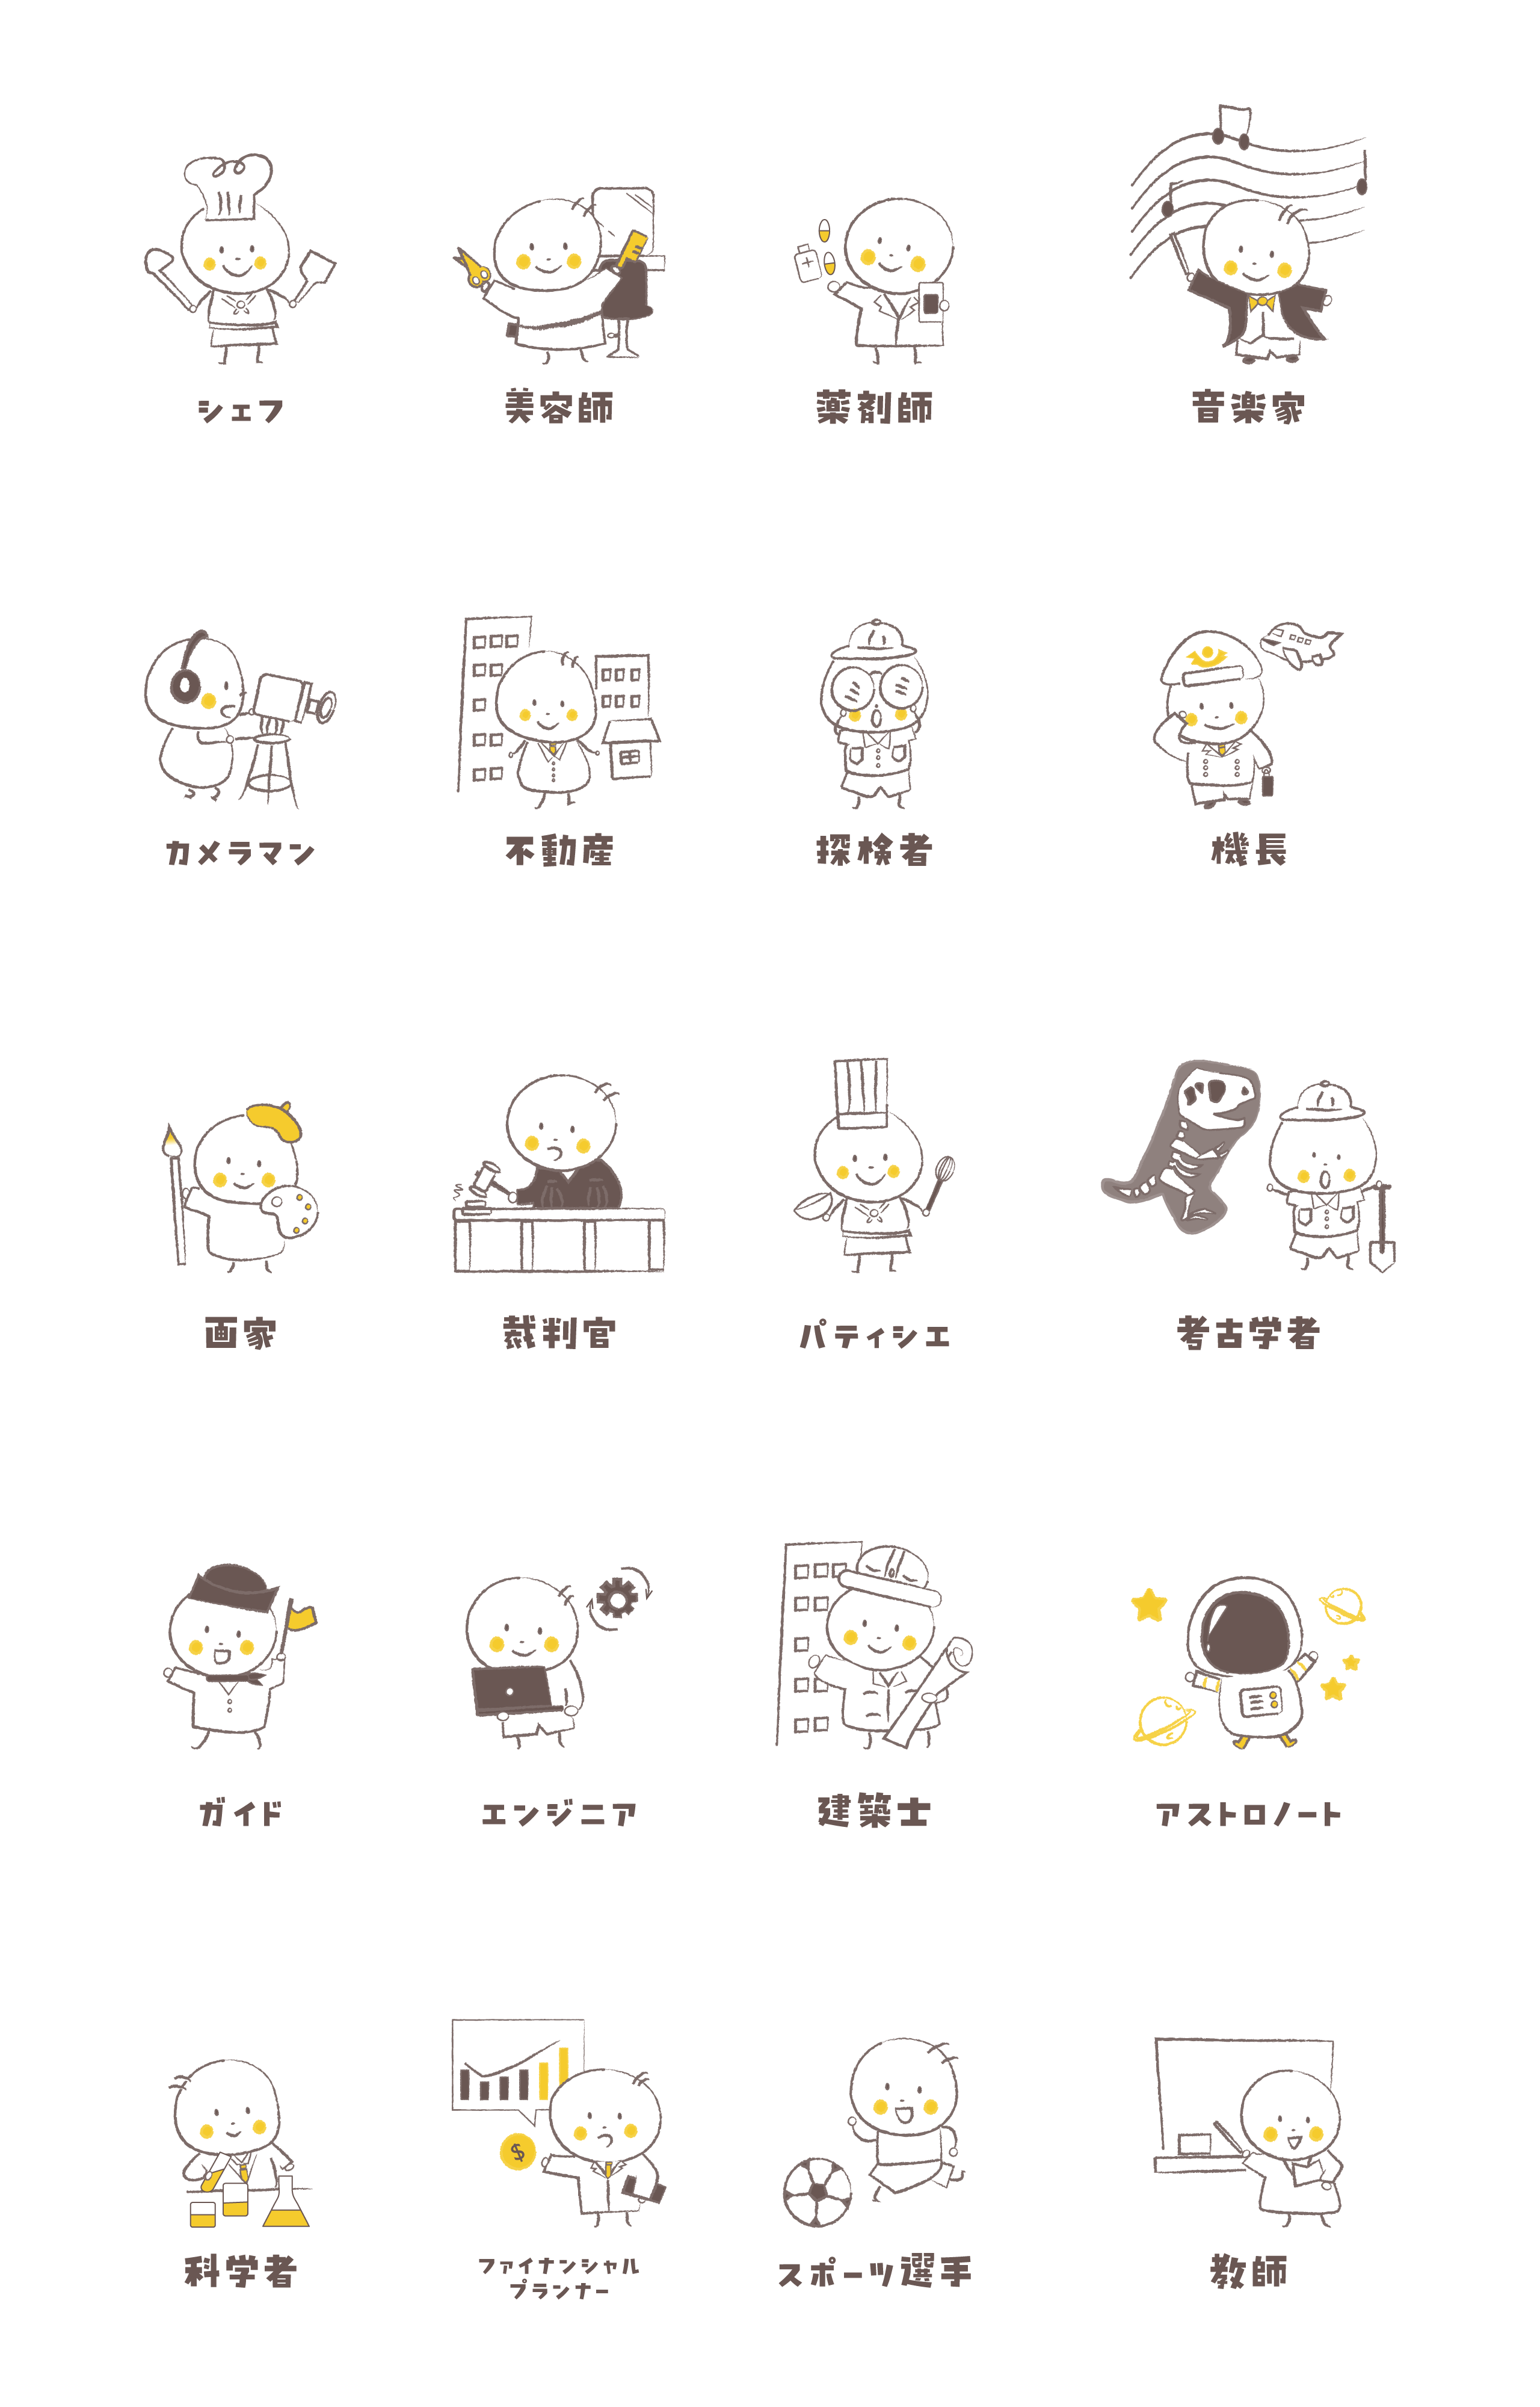 シェフ
美容師
薬剤師
音楽家
カメラマン
不動産
探検者
機長
画家
裁判官
パティシエ
考古学者
ガイド
エンジニア
建築士
アストロノート
$
科学者
ファイナンシャル
プランナー
スポーツ選手
教師